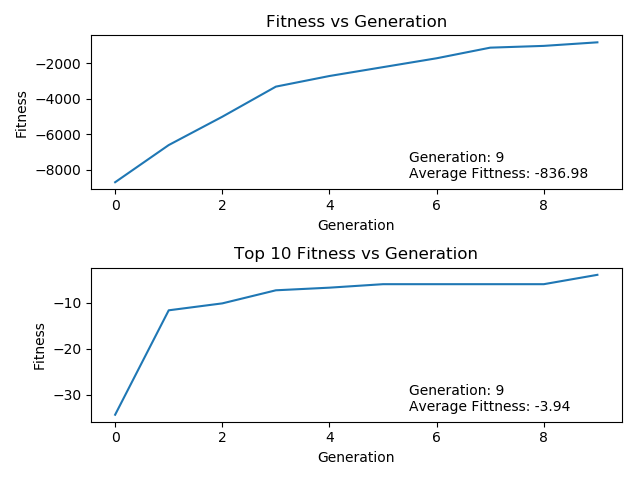 Fitness vs Generation
−2000
−4000
−6000
−8000
Fitness
Generation: 9
Average Fittness: -836.98
0 2 4 6 8
Generation
Top 10 Fitness vs Generation
−10
−20
−30
Fitness
Generation: 9
Average Fittness: -3.94
0 2 4 6 8
Generation